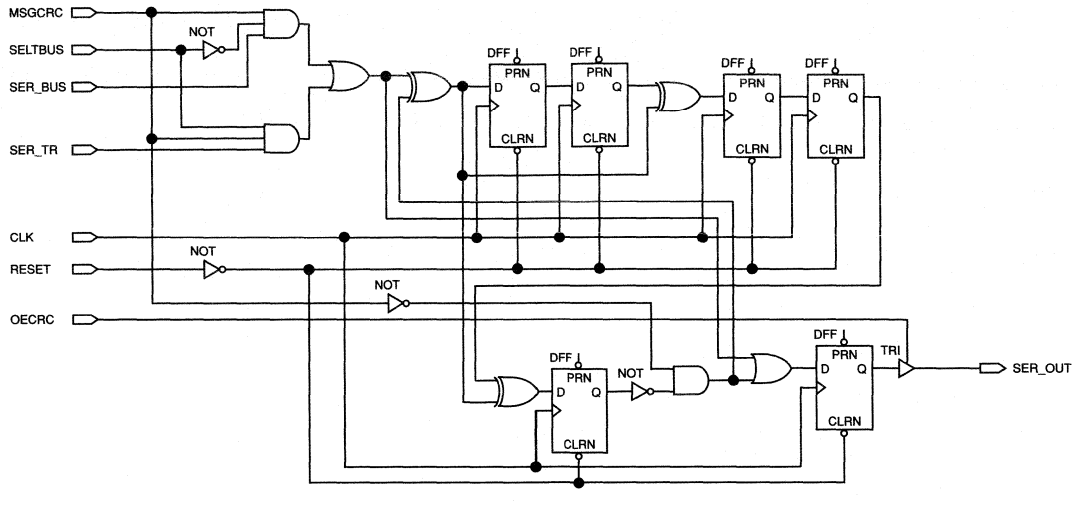 MSGCRC
NOT
SELTBUS
SER_BUS
SER_TR
DFF
PRN
D Q
CLRN
DFF
PRN
D Q
CLRN
DFF
PRN
D Q
CLRN
DFF
PRN
D Q
CLRN
CLK
NOT
RESET
NOT
OECRC
DFF
PRN
D Q
CLRN
NOT
DFF
PRN
D Q
CLRN
TRI
SER_OUT